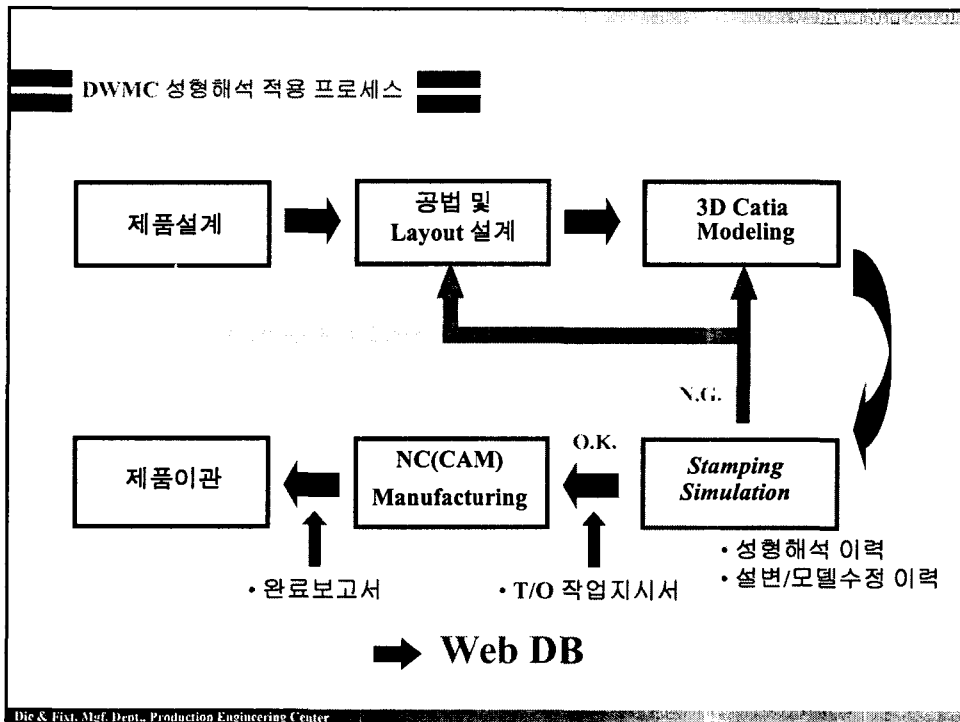 DWMC 성형해석 적용 프로세스
제품설계
공법 및
Layout 설계
3D Catia
Modeling
N.G.
O.K.
제품이관
NC(CAM)
Manufacturing
Stamping
Simulation
• 성형해석 이력
• 설변/모델수정 이력
• 완료보고서
• T/O 작업지시서
Web DB
Die & Fixt. Mgf. Dept., Production Engineering Center